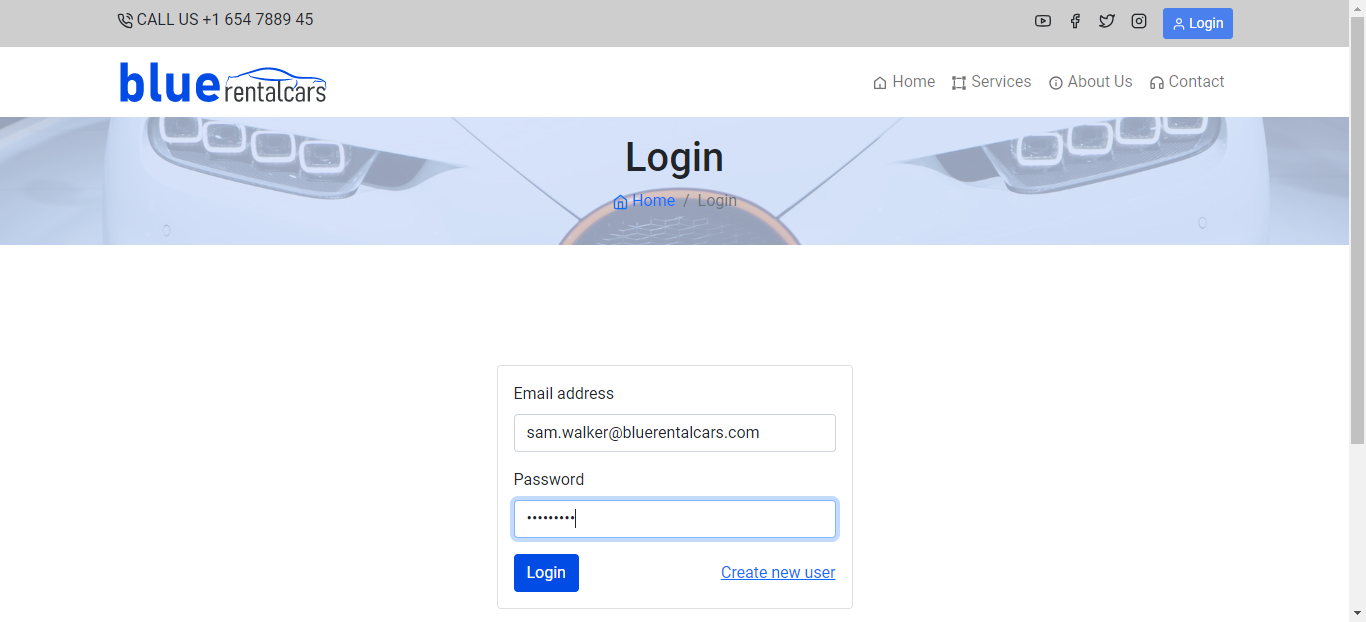 CALL US +1 654 7889 45
Login
blue rentalcars
Home Services About Us Contact
Login
Home / Login
Email address
sam.walker@bluerentalcars.com
Password
•••••••••
Login Create new user